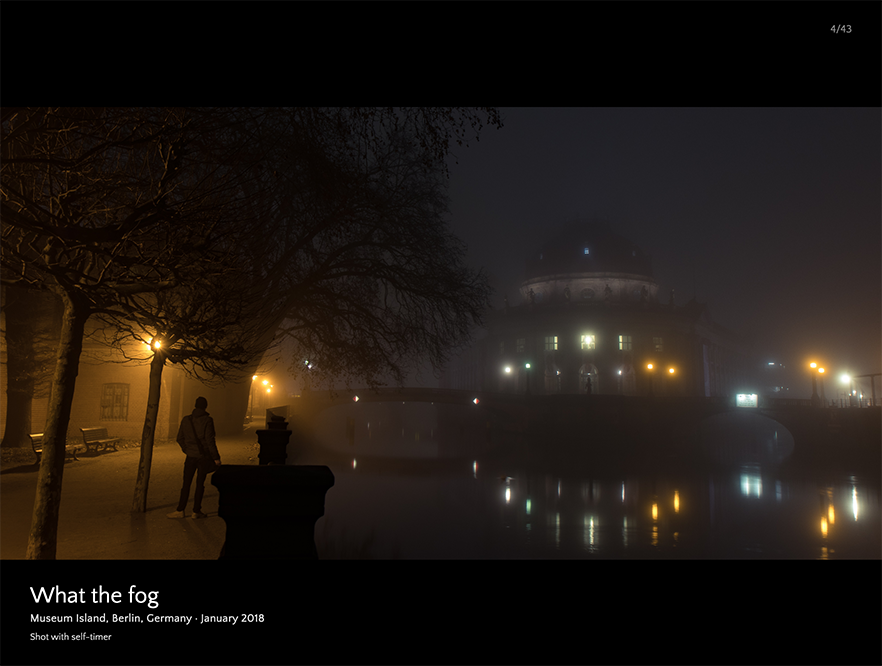 4/43
What the fog
Museum Island, Berlin, Germany · January 2018
Shot with self-timer